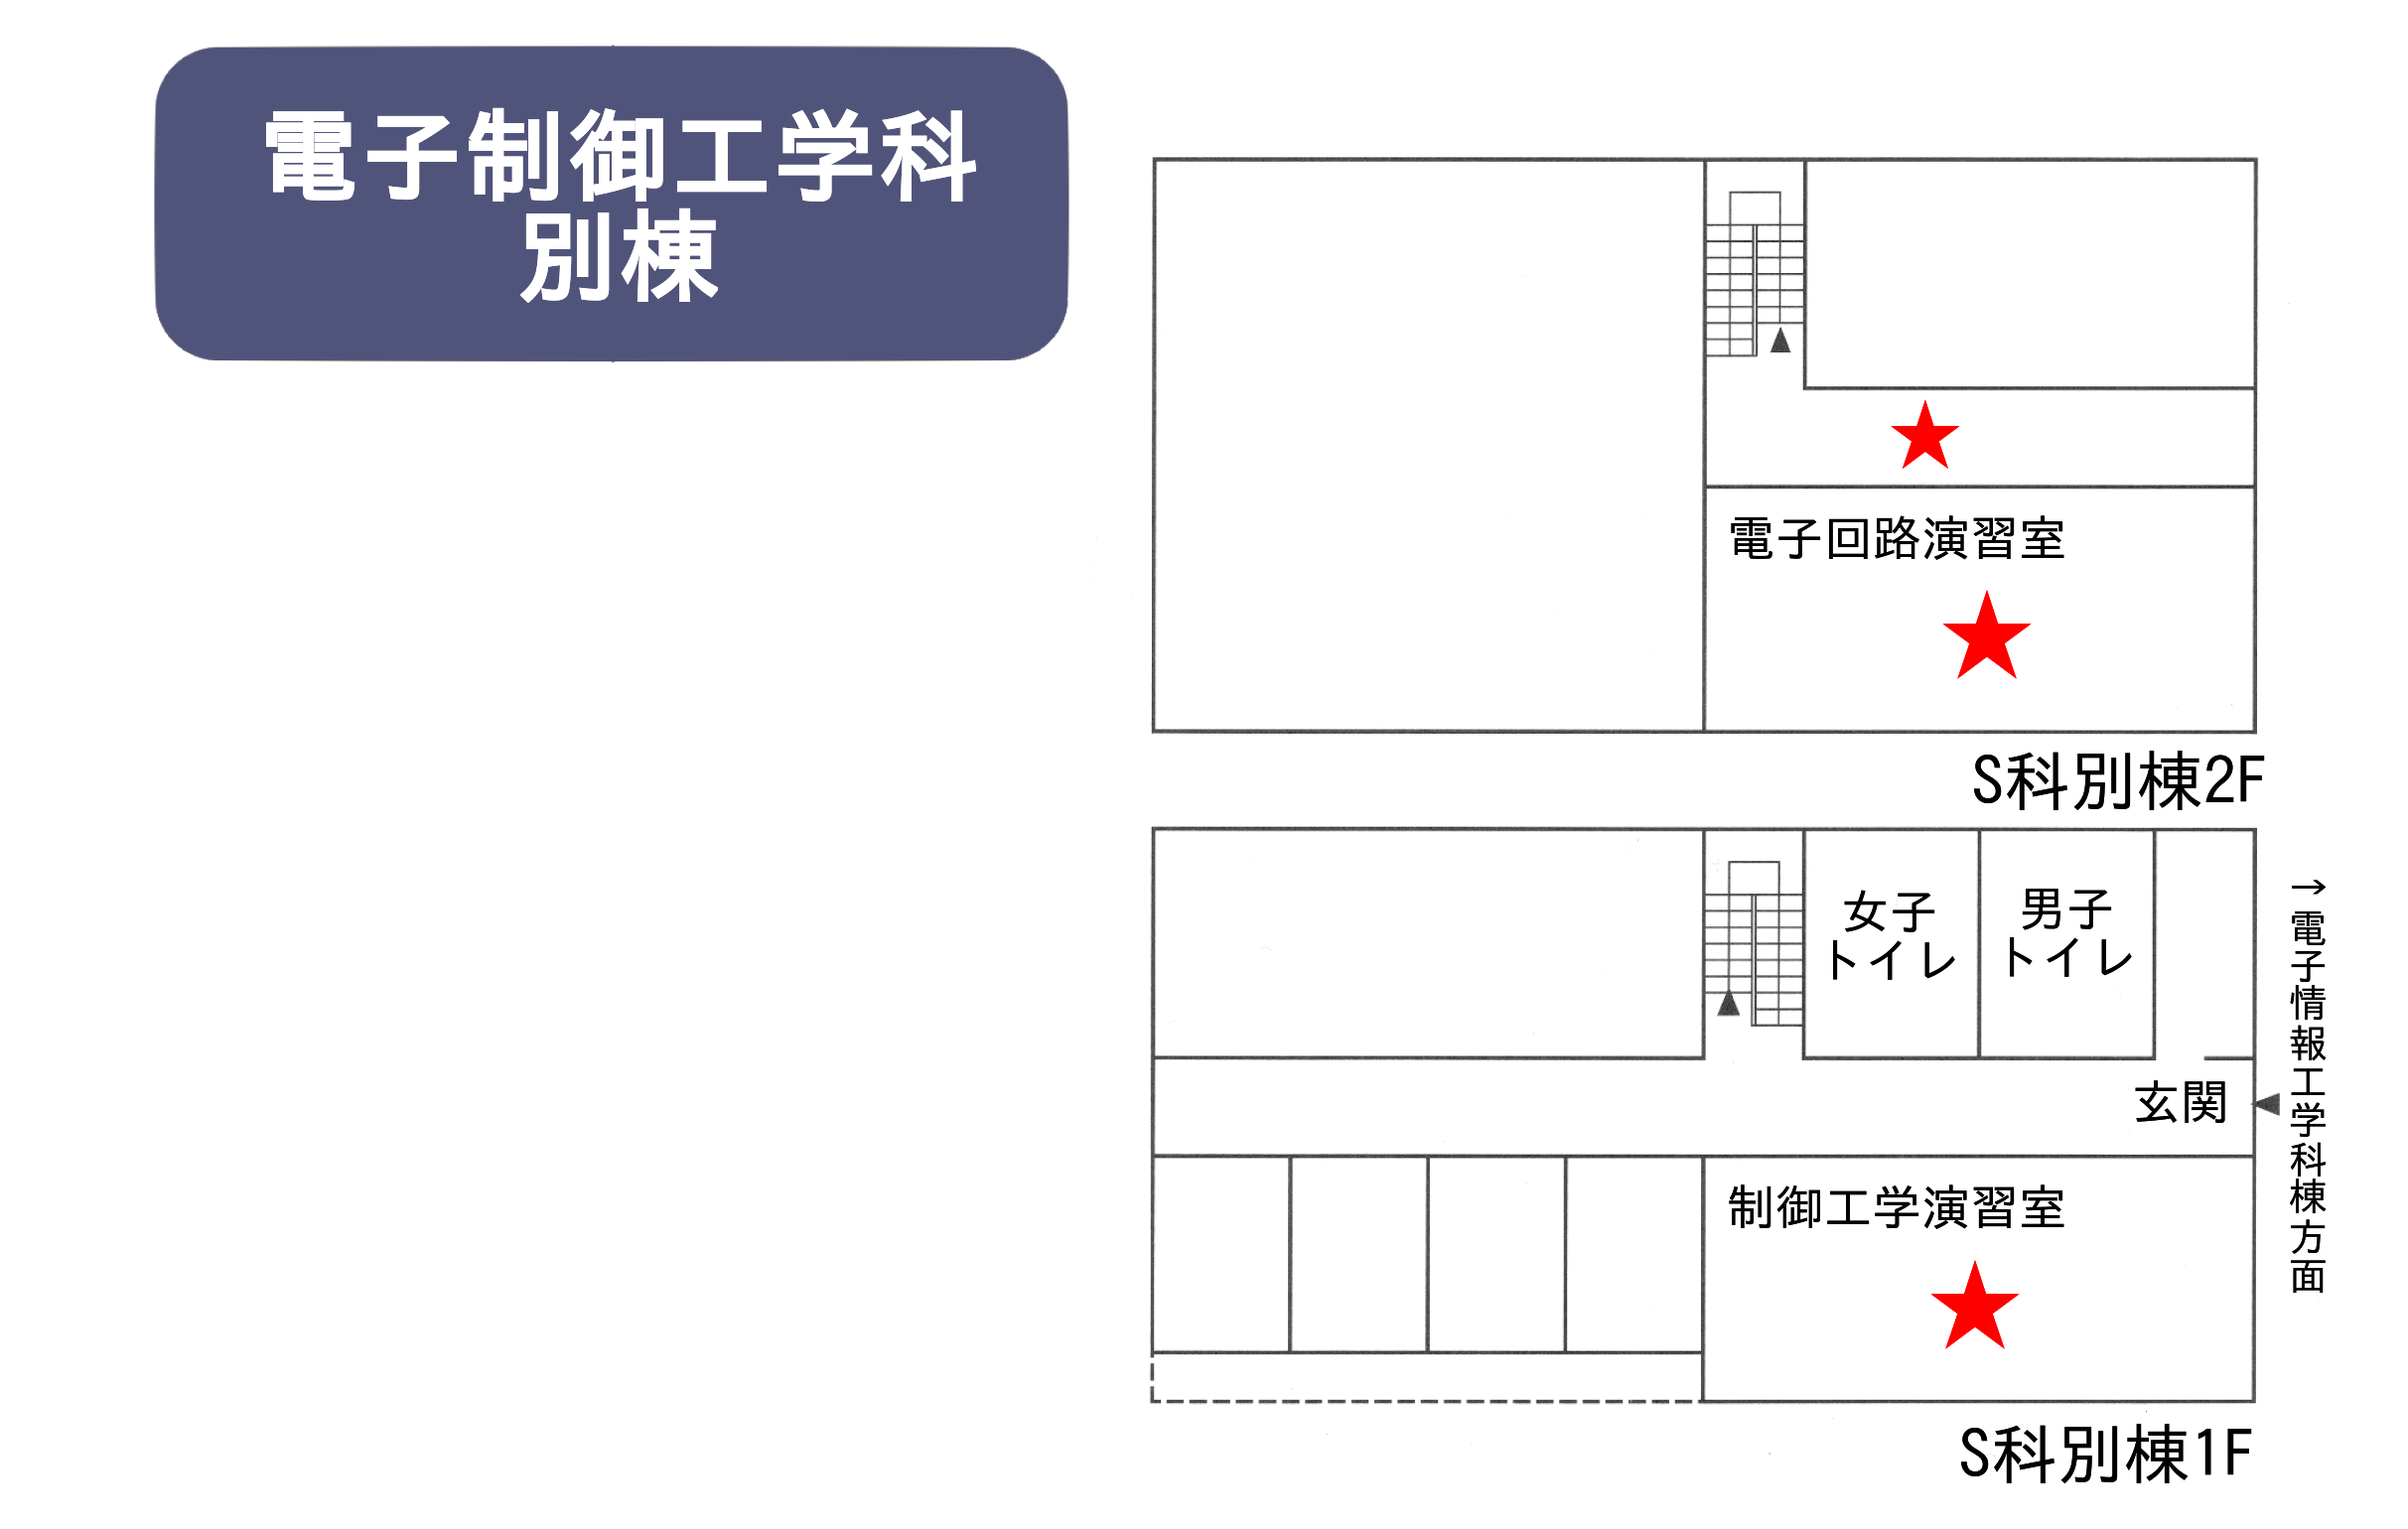 電子制御工学科
別棟
電子回路演習室
S科別棟2F
女子
トイレ
男子
トイレ
→電子情報工学科棟方面
玄関
制御工学演習室
S科別棟1F